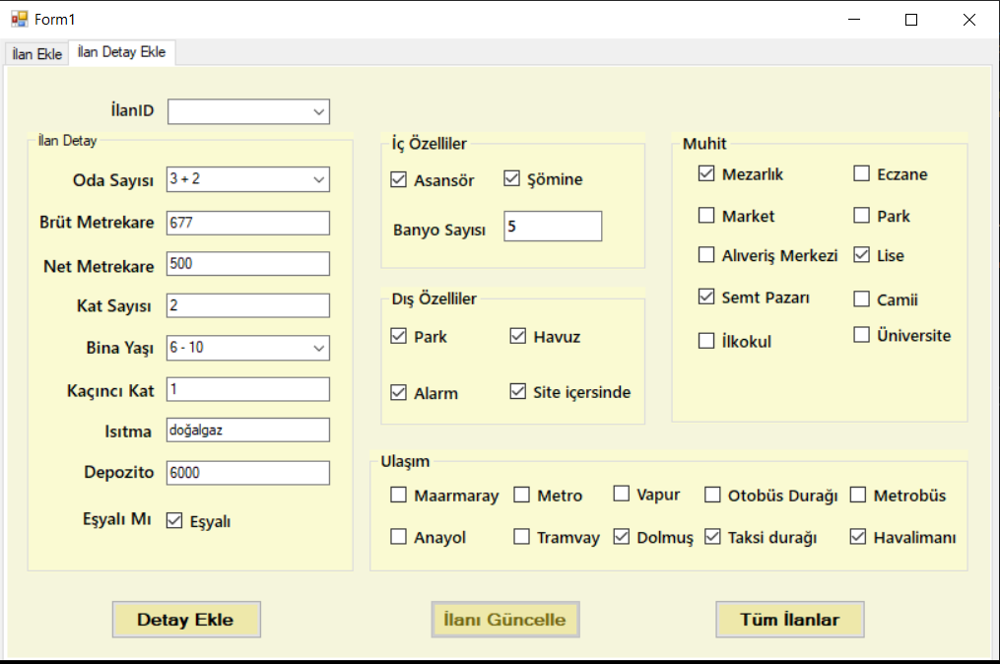 Form1
İlan Ekle İlan Detay Ekle
İlanID
İlan Detay
Oda Sayısı 3 + 2
Brüt Metrekare 677
Net Metrekare 500
Kat Sayısı 2
Bina Yaşı 6 - 10
Kaçıncı Kat 1
Isıtma doğalgaz
Depozito 6000
Eşyalı Mı Eşyalı
İç Özelliler
Asansör Şömine
Banyo Sayısı 5
Dış Özelliler
Park Havuz
Alarm Site içersinde
Muhit
Mezarlık Eczane
Market Park
Alıveriş Merkezi Lise
Semt Pazarı Camii
İlkokul Üniversite
Ulaşım
Maarmaray Metro Vapur Otobüs Durağı Metrobüs
Anayol Tramvay Dolmuş Taksi durağı Havalimanı
Detay Ekle İlanı Güncelle Tüm İlanlar